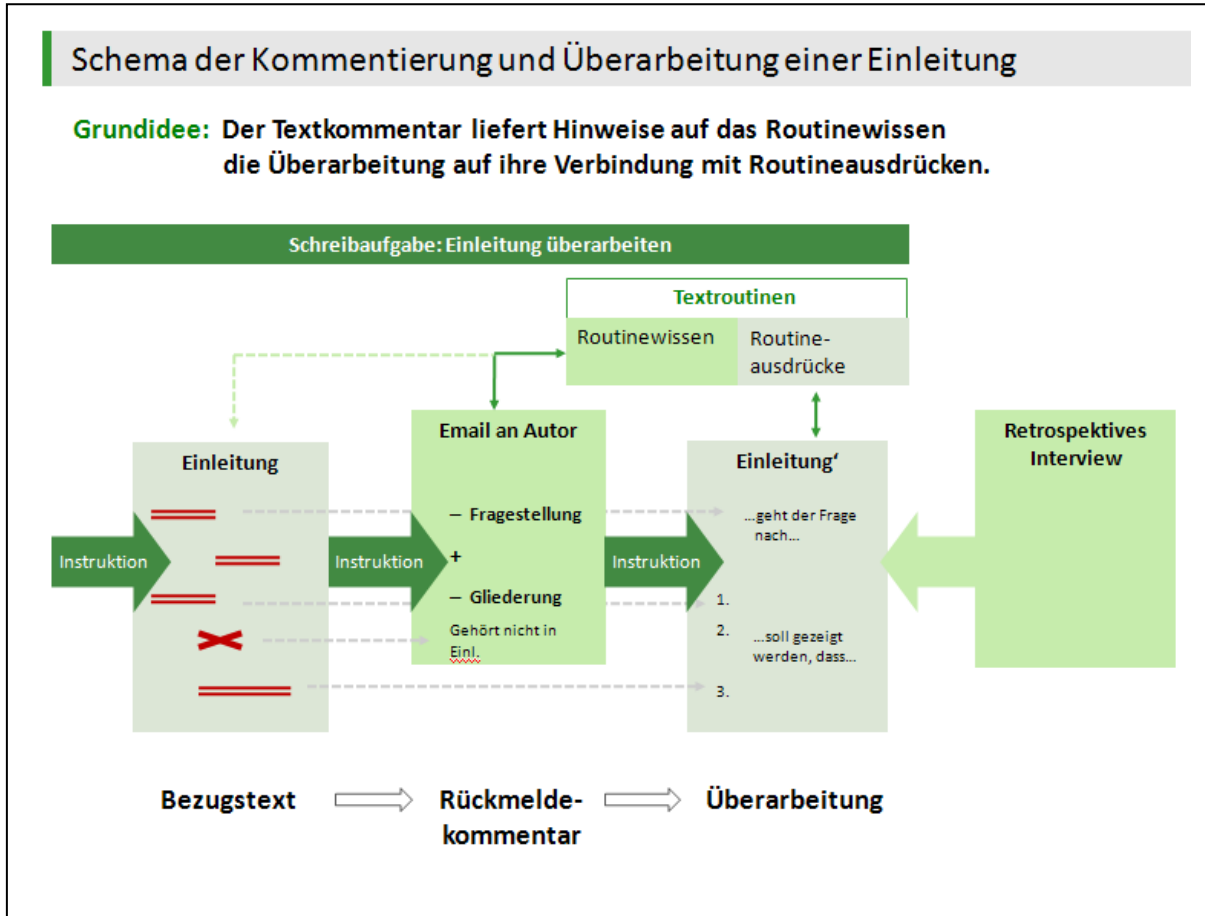 Schema der Kommentierung und Überarbeitung einer Einleitung
Grundidee: Der Textkommentar liefert Hinweise auf das Routinewissen
die Überarbeitung auf ihre Verbindung mit Routineausdrücken.
Schreibaufgabe: Einleitung überarbeiten
Textroutinen
Routinewissen
Routine-
ausdrücke
Einleitung
Instruktion
Email an Autor
– Fragestellung
+
– Gliederung
Gehört nicht in
Einl.
Instruktion
Einleitung‘
...geht der Frage
nach...
1.
2.
...soll gezeigt
werden, dass...
3.
Instruktion
Retrospektives
Interview
Bezugstext
Rückmelde-
kommentar
Überarbeitung